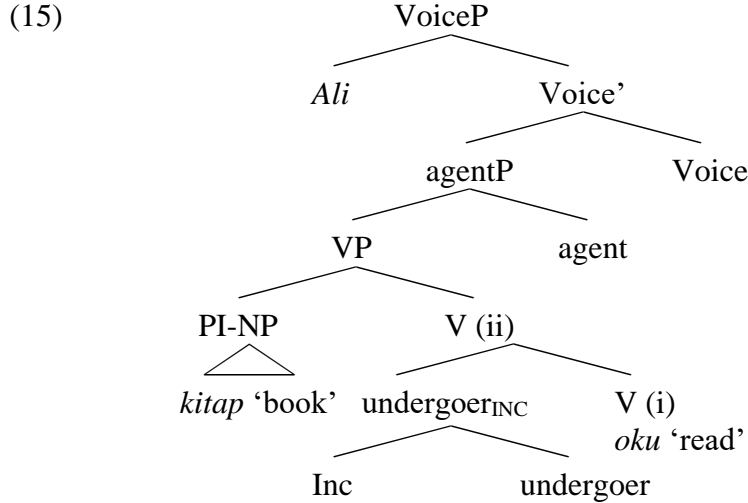 (15) VoiceP
Ali Voice’
agentP Voice
VP agent
PI-NP V (ii)
kitap ‘book’ undergoerINC V (i)
oku ‘read’
Inc undergoer